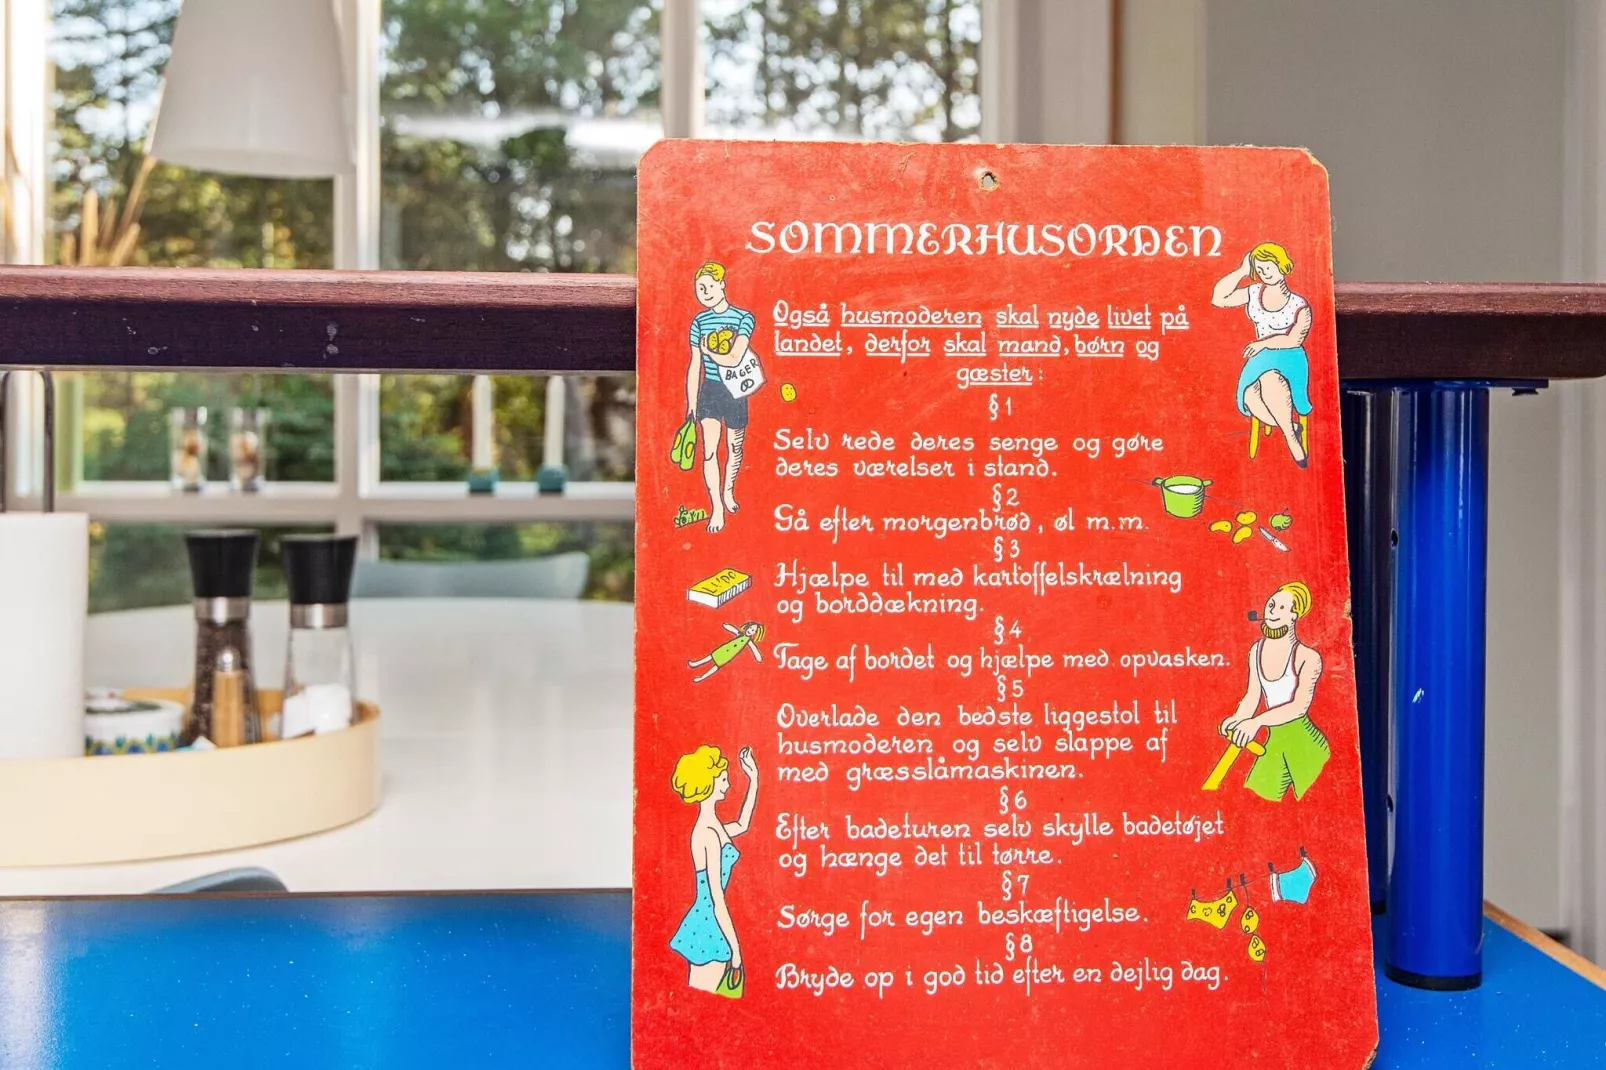 SOMMERHUSORDEN
Også husmoderen skal nyde livet på
landet, derfor skal mand, børn og
gæster:
§1
Selv rede deres senge og gøre
deres værelser i stand.
§2
Gå efter morgenbrød, øl m.m.
§3
Hjælpe til med kartoffelskrælning
og borddækning.
§4
Tage af bordet og hjælpe med opvasken.
§5
Overlade den bedste liggestol til
husmoderen og selv slappe af
med græsslåmaskinen.
§6
Efter badeturen selv skylle badetøjet
og hænge det til tørre.
§7
Sørge for egen beskæftigelse.
§8
Bryde op i god tid efter en dejlig dag.
BAGER
LUDO